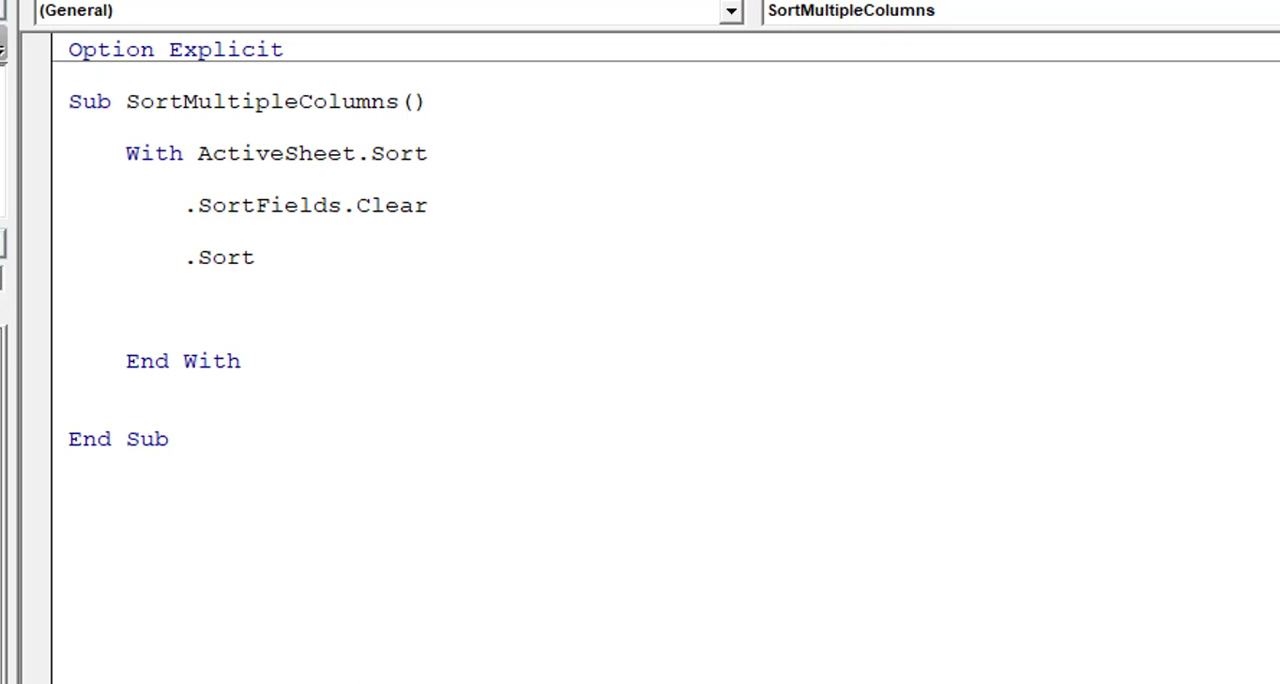 (General)
SortMultipleColumns
Option Explicit
Sub SortMultipleColumns()
With ActiveSheet.Sort
.SortFields.Clear
.Sort
End With
End Sub